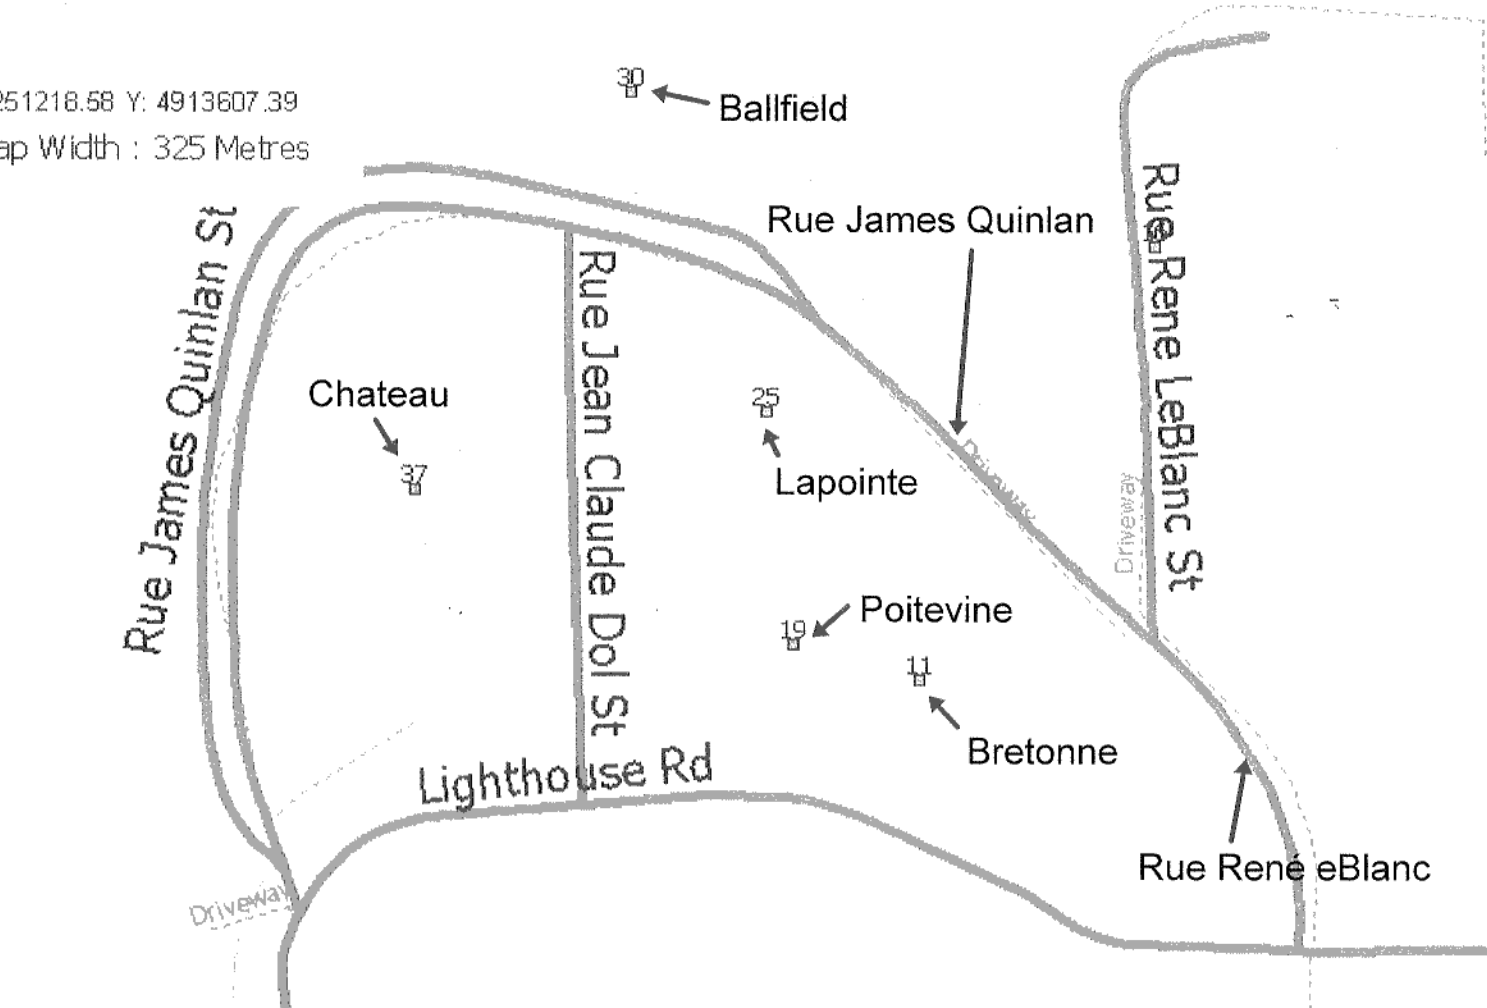 30
Ballfield
251218.58 Y: 4913607.39
ap Width : 325 Metres
Rue James Quinlan St
Rue James Quinlan
Rue Rene LeBlanc St
Rue Jean Claude Dol St
Chateau
37
25
Lapointe
Driveway
Driveway
19
Poitevine
11
Bretonne
Lighthouse Rd
Rue René eBlanc
Driveway